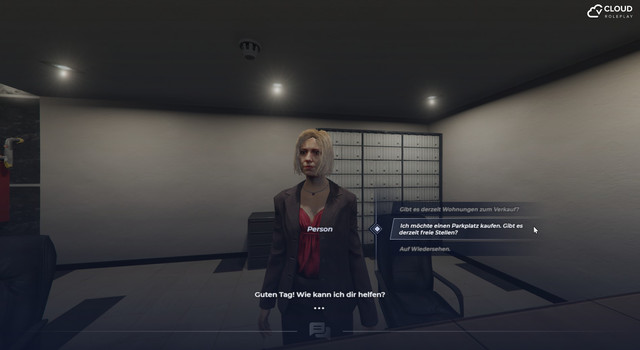 CLOUD
ROLEPLAY
Gibt es derzeit Wohnungen zum Verkauf?
Person
Ich möchte einen Parkplatz kaufen. Gibt es
derzeit freie Stellen?
Auf Wiedersehen.
Guten Tag! Wie kann ich dir helfen?
•••